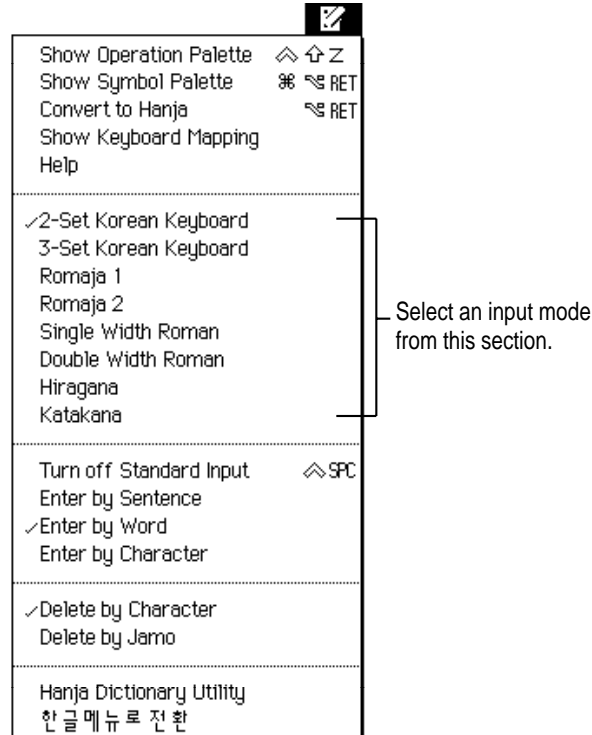 Show Operation Palette ⌃ ⇧ Z
Show Symbol Palette ⌘ ⌥ RET
Convert to Hanja ⌥ RET
Show Keyboard Mapping
Help
✓2-Set Korean Keyboard
3-Set Korean Keyboard
Romaja 1
Romaja 2
Single Width Roman
Double Width Roman
Hiragana
Katakana
Select an input mode
from this section.
Turn off Standard Input ⌃ SPC
Enter by Sentence
✓Enter by Word
Enter by Character
✓Delete by Character
Delete by Jamo
Hanja Dictionary Utility
한글메뉴로 전환